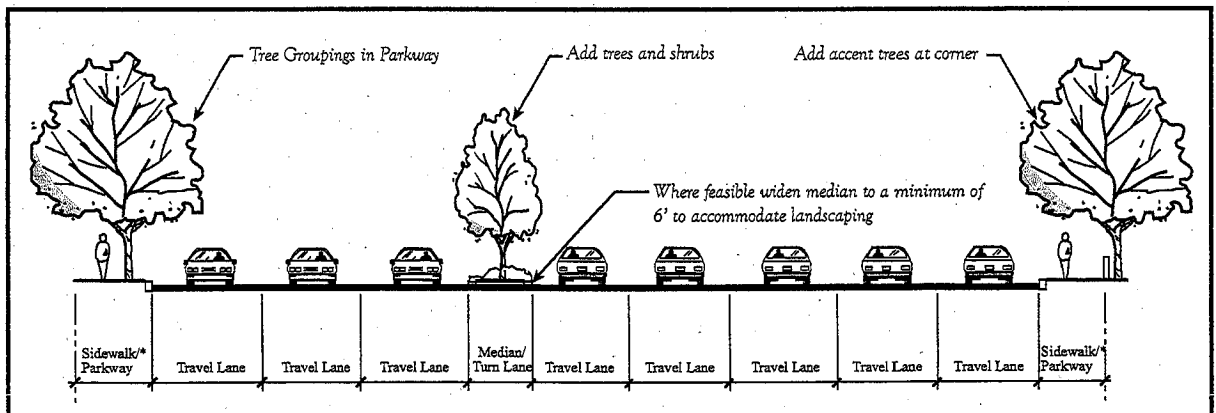 Tree Groupings in Parkway
Add trees and shrubs
Add accent trees at corner
Where feasible widen median to a minimum of
6' to accommodate landscaping
Sidewalk/*
Parkway
Travel Lane
Travel Lane
Travel Lane
Median/
Turn Lane
Travel Lane
Travel Lane
Travel Lane
Travel Lane
Travel Lane
Sidewalk/*
Parkway